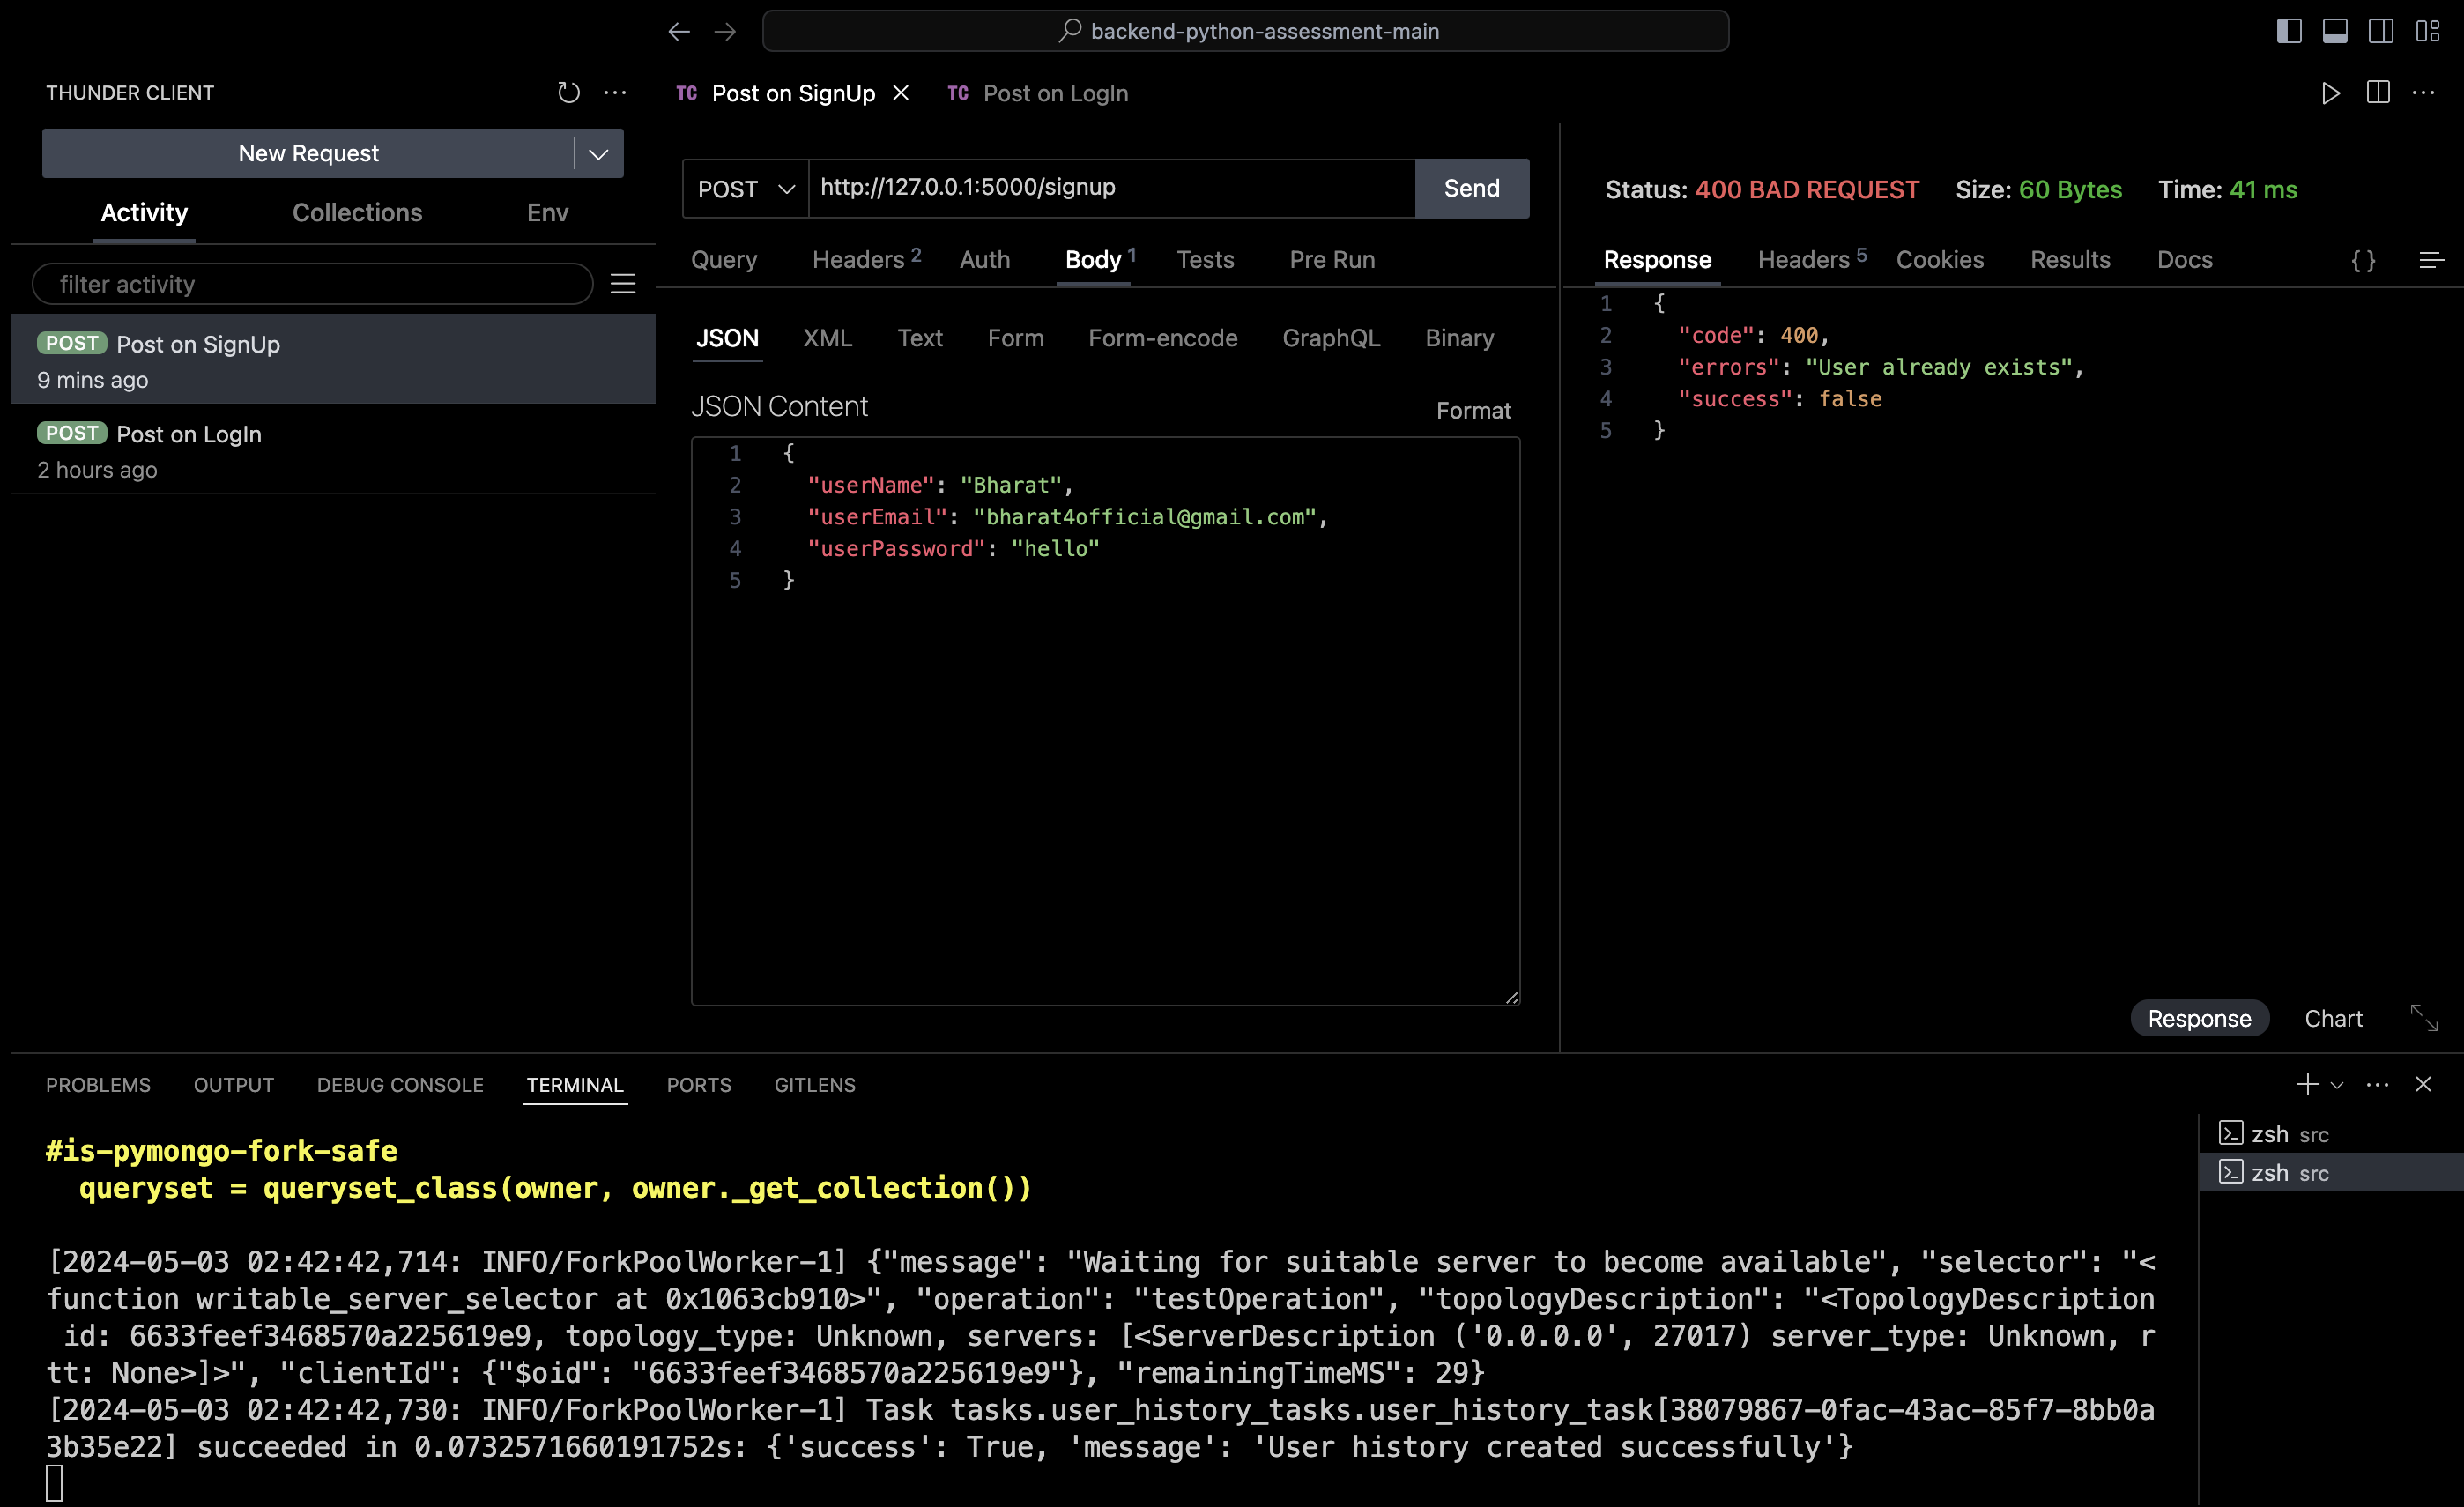 backend-python-assessment-main
THUNDER CLIENT
New Request
Activity Collections Env
filter activity
POST Post on SignUp
9 mins ago
POST Post on LogIn
2 hours ago
TC Post on SignUp TC Post on LogIn
POST http://127.0.0.1:5000/signup Send
Query Headers 2 Auth Body 1 Tests Pre Run
JSON XML Text Form Form-encode GraphQL Binary
JSON Content Format
1 {
2 "userName": "Bharat",
3 "userEmail": "bharat4official@gmail.com",
4 "userPassword": "hello"
5 }
Status: 400 BAD REQUEST Size: 60 Bytes Time: 41 ms
Response Headers 5 Cookies Results Docs { }
1 {
2 "code": 400,
3 "errors": "User already exists",
4 "success": false
5 }
Response Chart
PROBLEMS OUTPUT DEBUG CONSOLE TERMINAL PORTS GITLENS
#is-pymongo-fork-safe
queryset = queryset_class(owner, owner._get_collection())
[2024-05-03 02:42:42,714: INFO/ForkPoolWorker-1] {"message": "Waiting for suitable server to become available", "selector": "<
function writable_server_selector at 0x1063cb910>", "operation": "testOperation", "topologyDescription": "<TopologyDescription
id: 6633feef3468570a225619e9, topology_type: Unknown, servers: [<ServerDescription ('0.0.0.0', 27017) server_type: Unknown, r
tt: None>]>", "clientId": {"$oid": "6633feef3468570a225619e9"}, "remainingTimeMS": 29}
[2024-05-03 02:42:42,730: INFO/ForkPoolWorker-1] Task tasks.user_history_tasks.user_history_task[38079867-0fac-43ac-85f7-8bb0a
3b35e22] succeeded in 0.0732571660191752s: {'success': True, 'message': 'User history created successfully'}
zsh src
zsh src